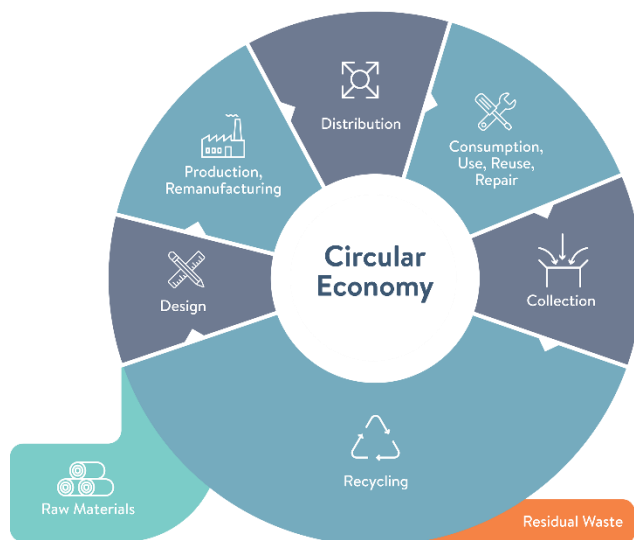 Distribution
Production,
Remanufacturing
Consumption,
Use, Reuse,
Repair
Circular
Economy
Design
Collection
Recycling
Raw Materials
Residual Waste